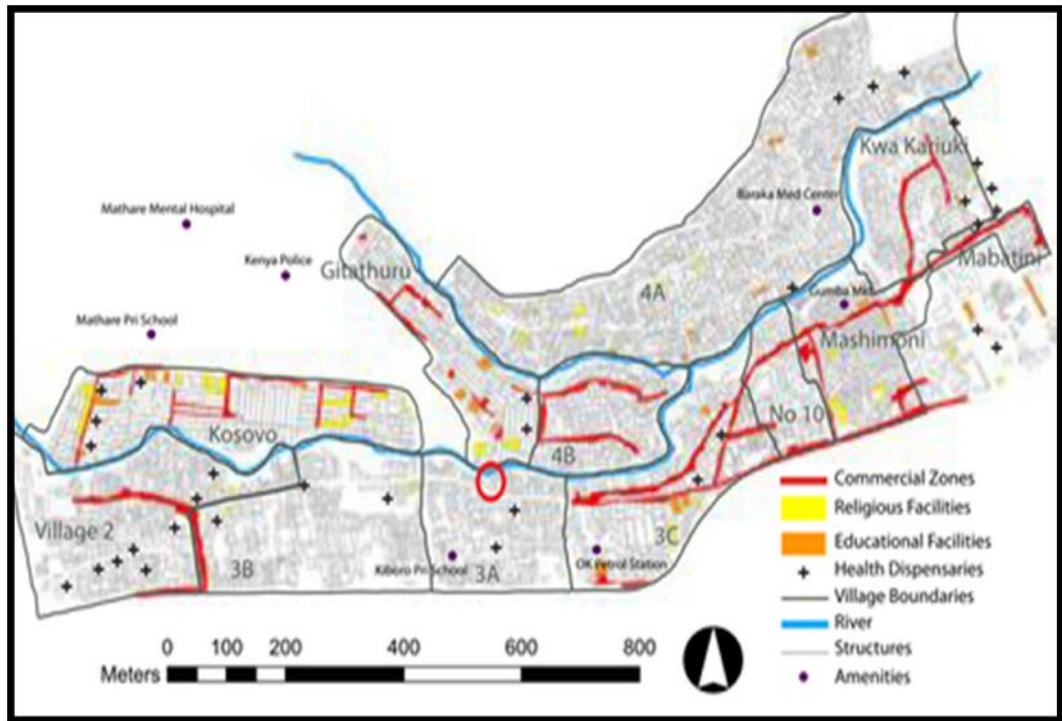 Kwa Kariuki
Baraka Med Center
Mathare Mental Hospital
Mabatini
Kenya Police
Gitathuru
4A
Mathare Pri School
Mashimoni
No 10
Kosovo
4B
Village 2
3C
3B
Kiboro Pri School
3A
OK Petrol Station
Commercial Zones
Religious Facilities
Educational Facilities
Health Dispensaries
Village Boundaries
River
Structures
Amenities
0 100 200 400 600 800
Meters